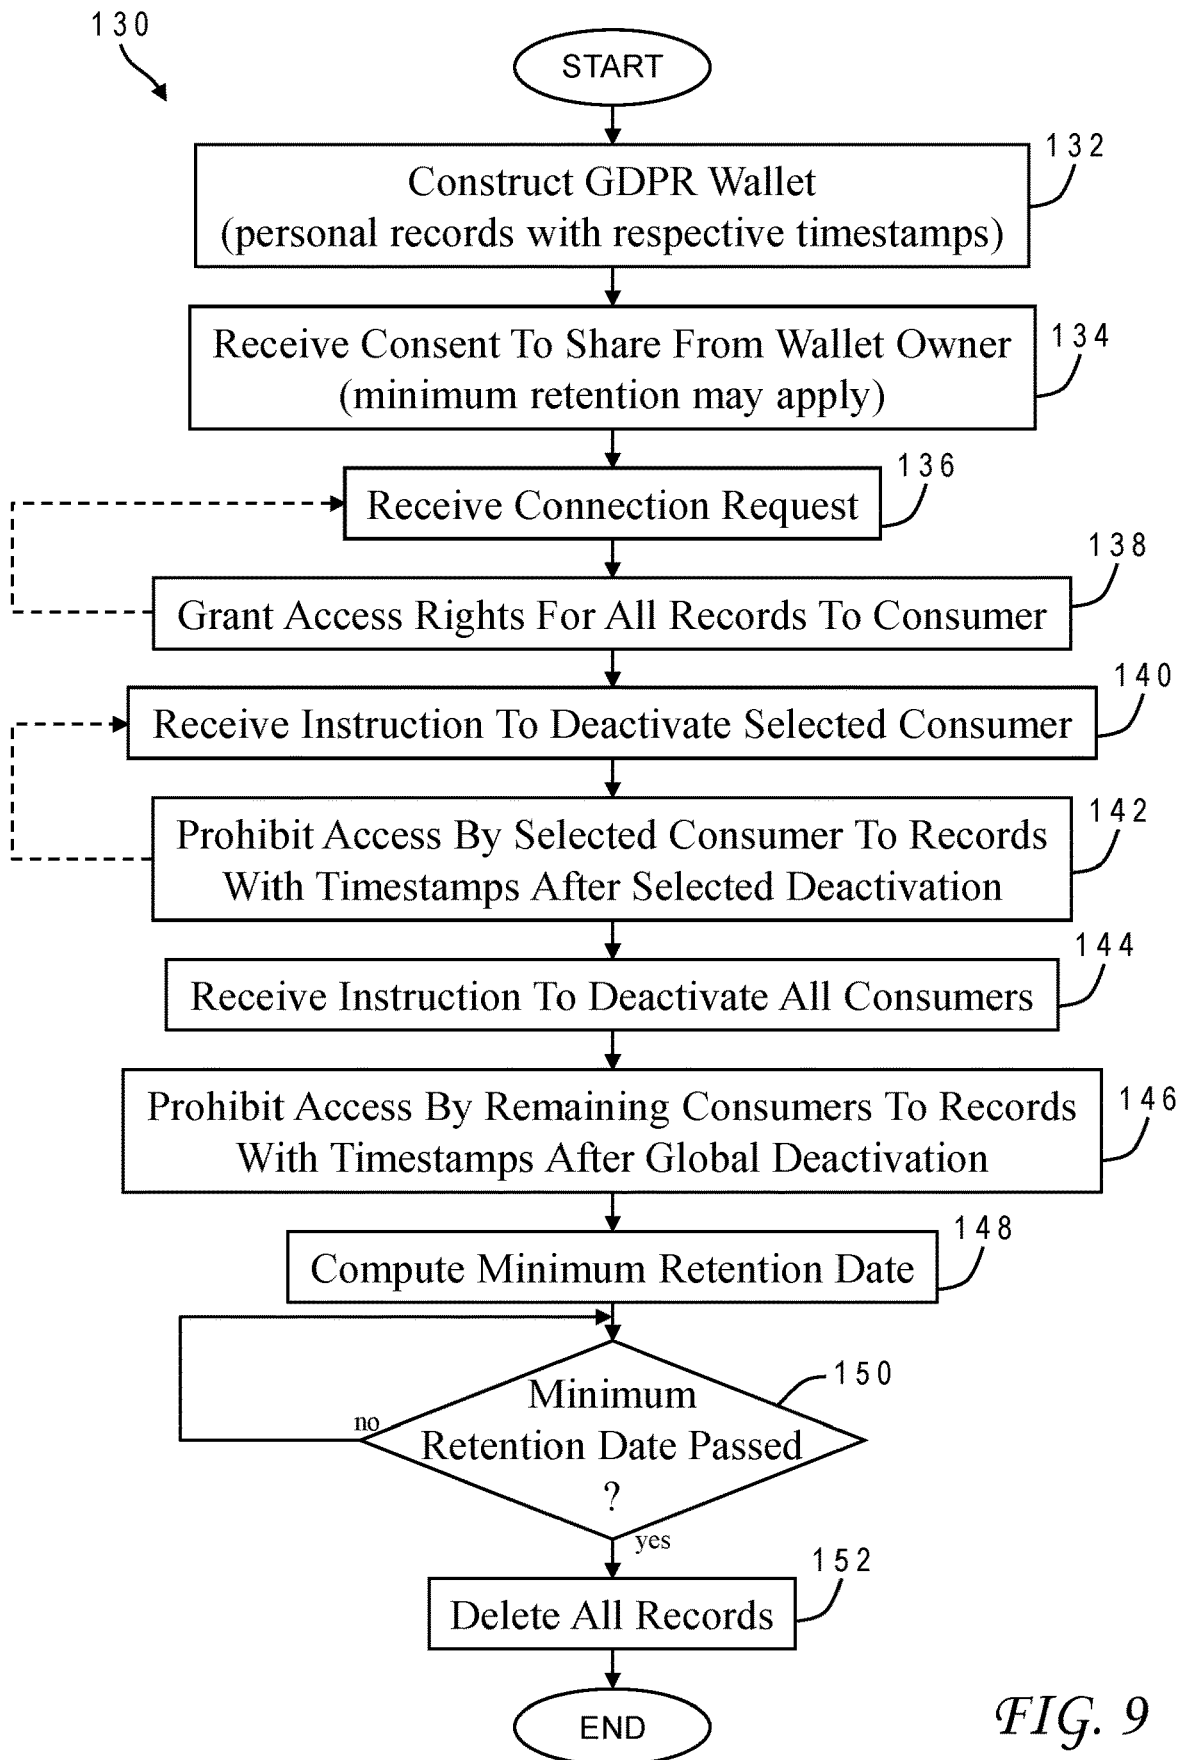 130
START
132
Construct GDPR Wallet
(personal records with respective timestamps)
134
Receive Consent To Share From Wallet Owner
(minimum retention may apply)
136
Receive Connection Request
138
Grant Access Rights For All Records To Consumer
140
Receive Instruction To Deactivate Selected Consumer
142
Prohibit Access By Selected Consumer To Records
With Timestamps After Selected Deactivation
144
Receive Instruction To Deactivate All Consumers
146
Prohibit Access By Remaining Consumers To Records
With Timestamps After Global Deactivation
148
Compute Minimum Retention Date
150
Minimum
no
Retention Date Passed
?
yes
152
Delete All Records
END
FIG. 9